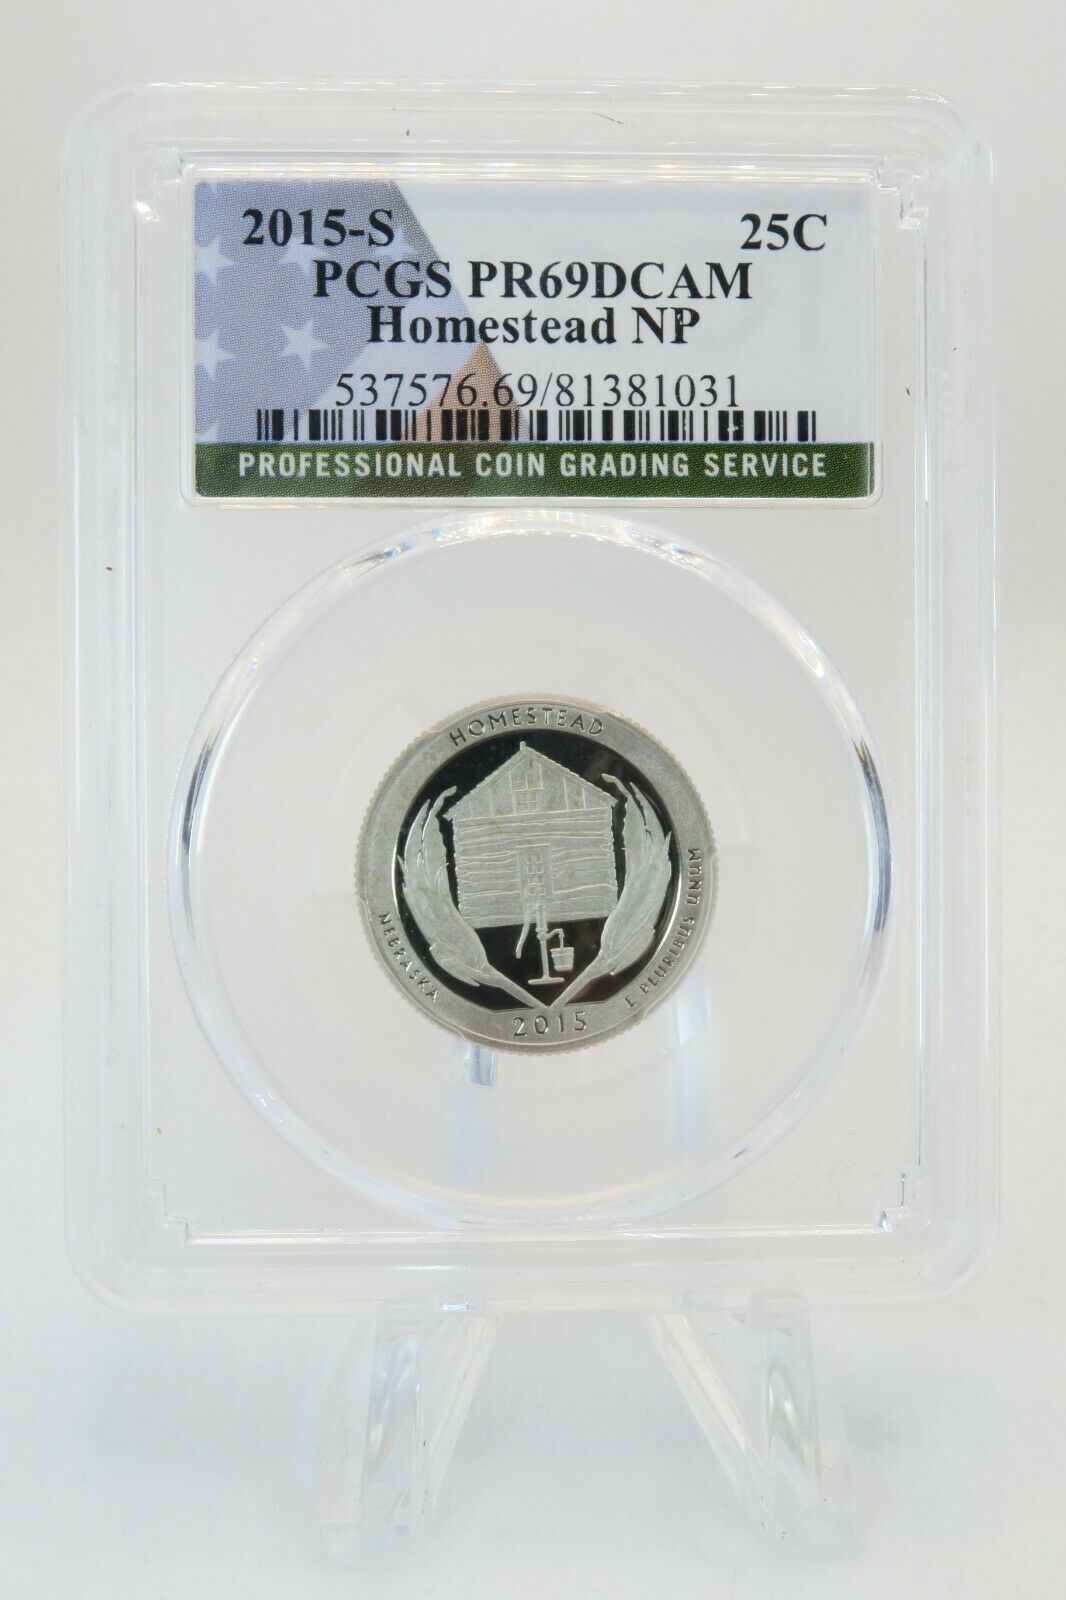 2015-S 25C
PCGS PR69DCAM
Homestead NP
537576.69/81381031
PROFESSIONAL COIN GRADING SERVICE
HOMESTEAD
NEBRASKA
2015
E PLURIBUS UNUM